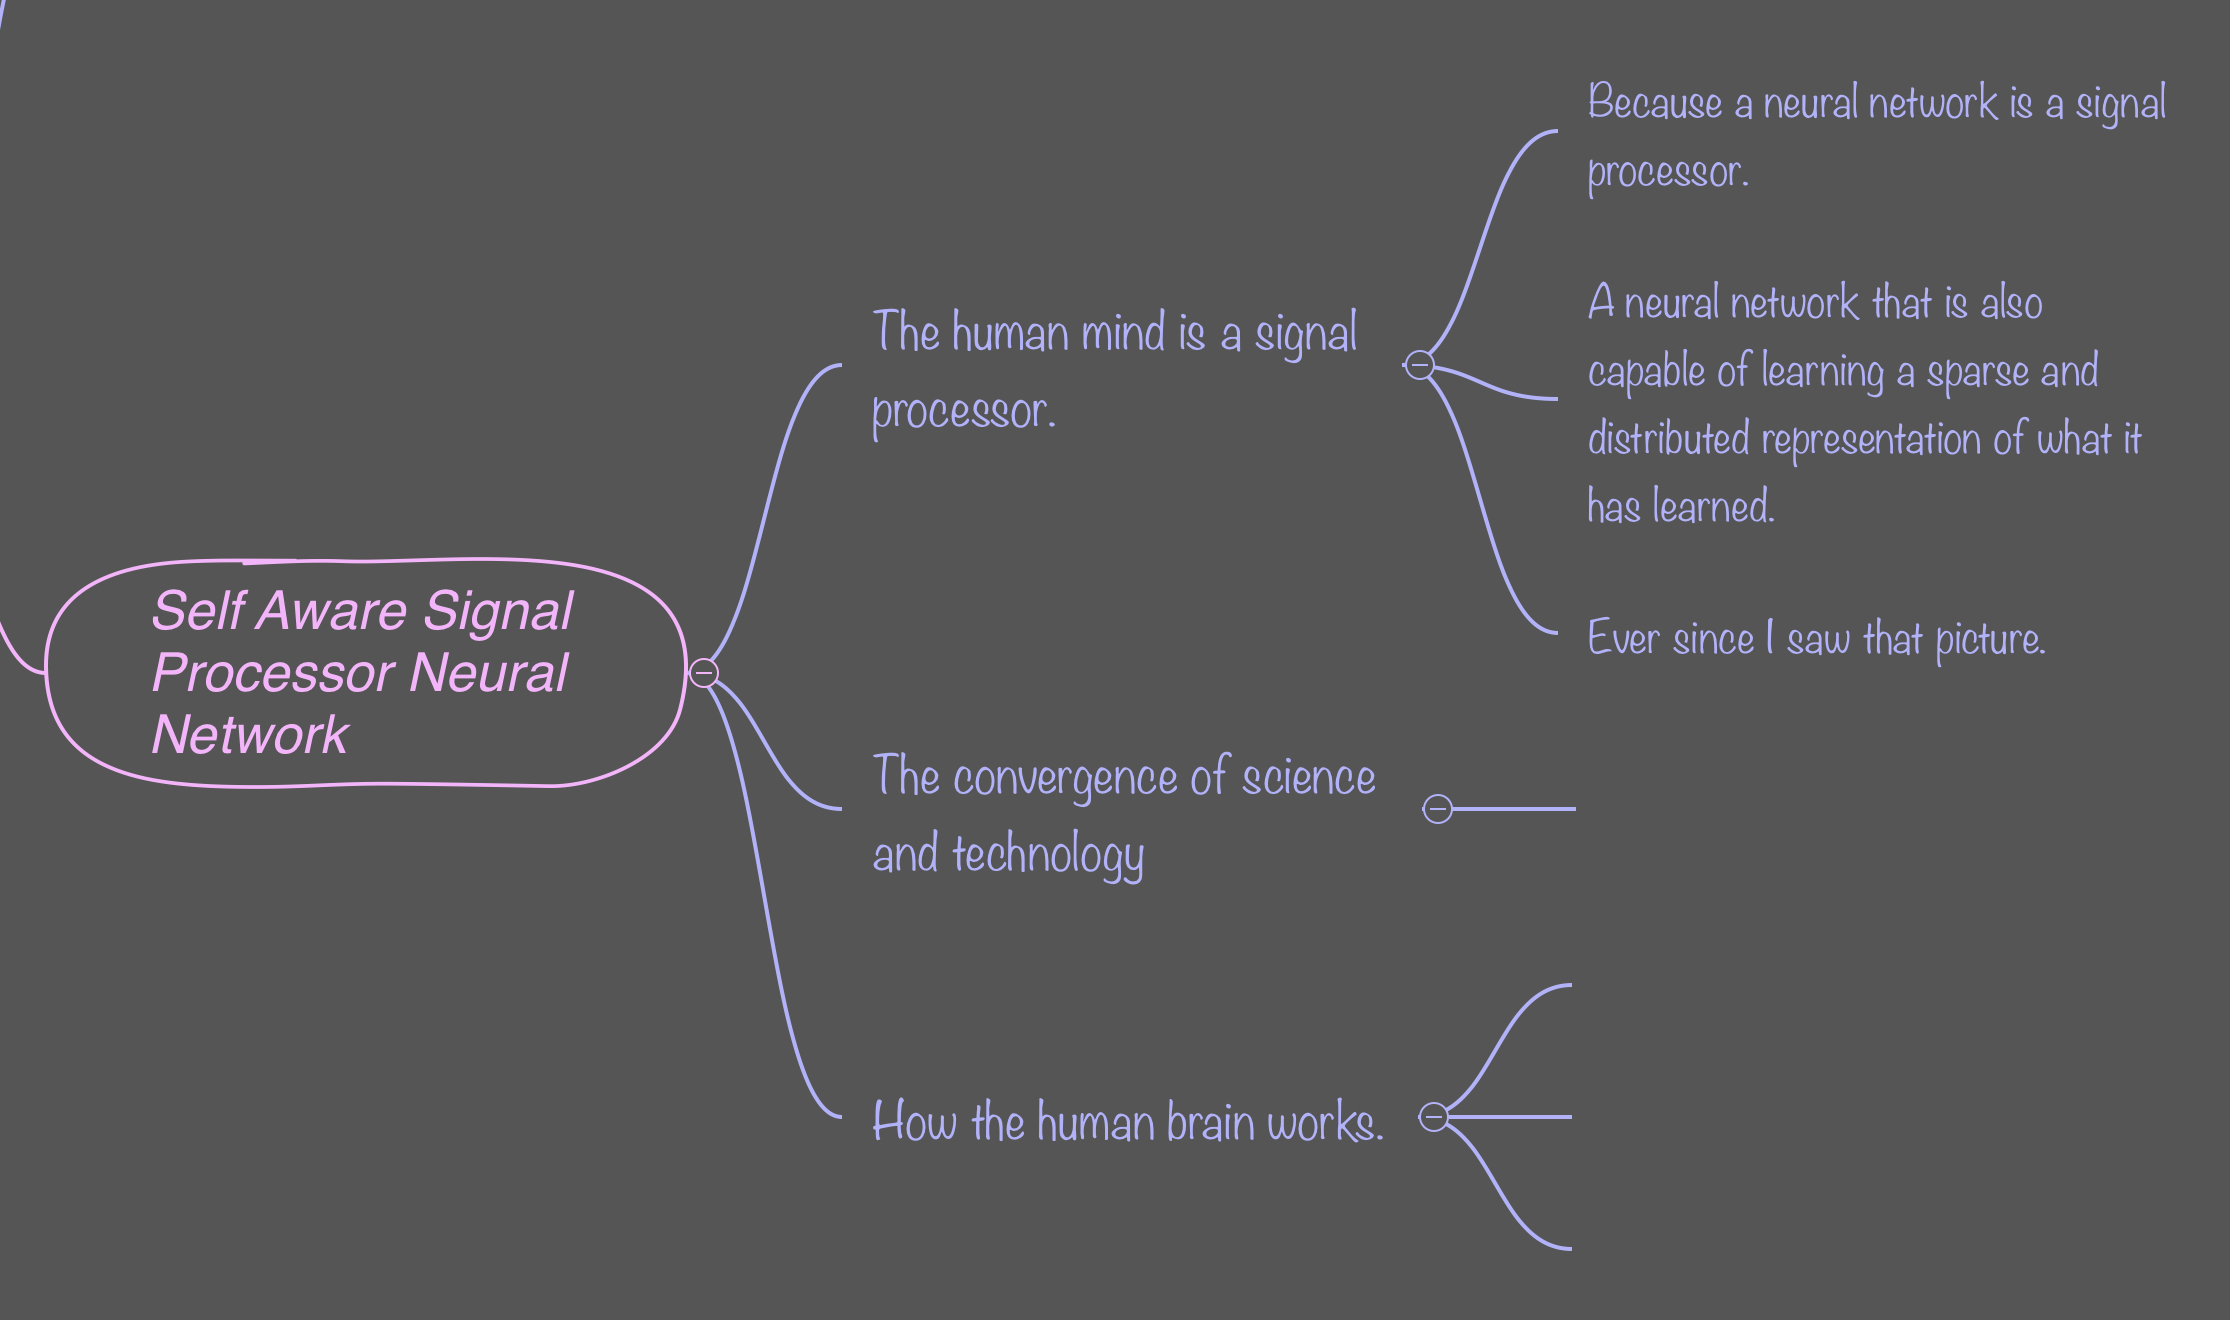 Self Aware Signal
Processor Neural
Network
The human mind is a signal
processor.
Because a neural network is a signal
processor.
A neural network that is also
capable of learning a sparse and
distributed representation of what it
has learned.
Ever since I saw that picture.
The convergence of science
and technology
How the human brain works.